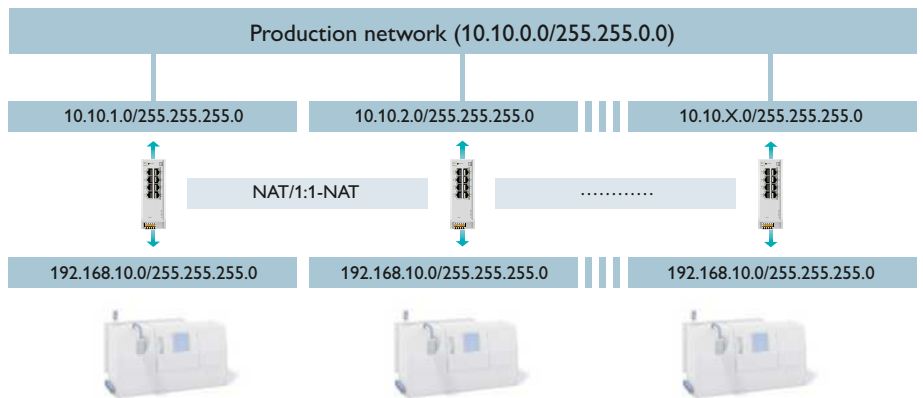 Production network (10.10.0.0/255.255.0.0)
10.10.1.0/255.255.255.0
10.10.2.0/255.255.255.0
10.10.X.0/255.255.255.0
NAT/1:1-NAT
............
192.168.10.0/255.255.255.0
192.168.10.0/255.255.255.0
192.168.10.0/255.255.255.0